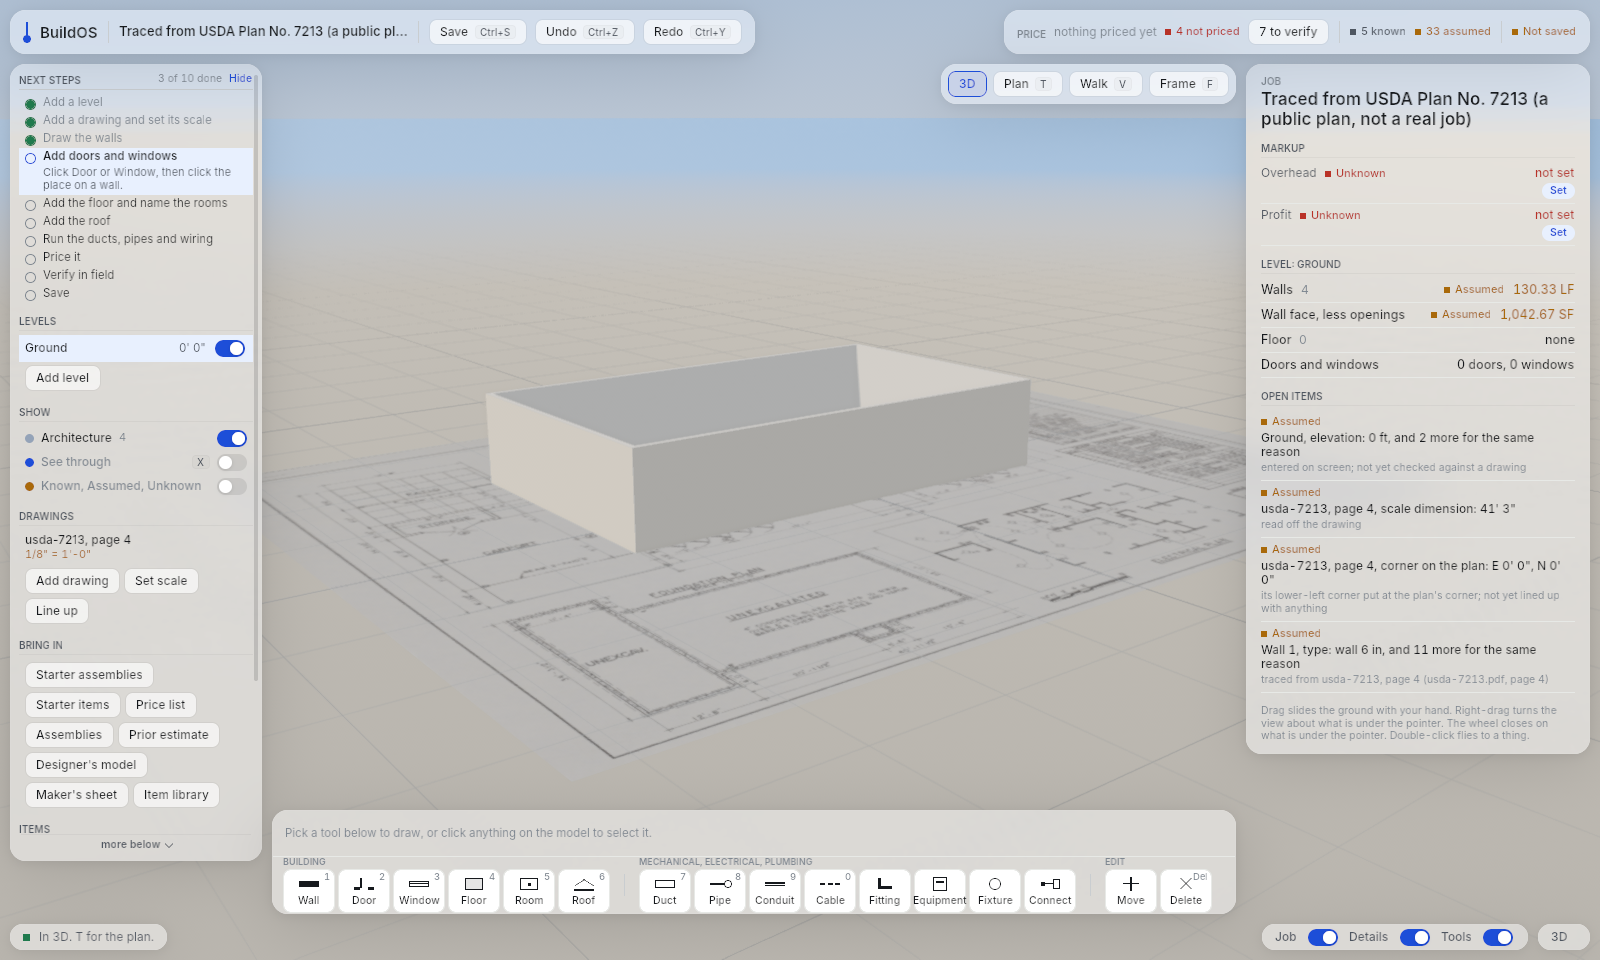 BuildOS
Traced from USDA Plan No. 7213 (a public pl...
Save Ctrl+S
Undo Ctrl+Z
Redo Ctrl+Y
PRICE nothing priced yet 4 not priced
7 to verify
5 known 33 assumed
Not saved
3D
Plan T
Walk V
Frame F
NEXT STEPS 3 of 10 done Hide
Add a level
Add a drawing and set its scale
Draw the walls
Add doors and windows
Click Door or Window, then click the
place on a wall.
Add the floor and name the rooms
Add the roof
Run the ducts, pipes and wiring
Price it
Verify in field
Save
LEVELS
Ground 0' 0"
Add level
SHOW
Architecture 4
See through X
Known, Assumed, Unknown
DRAWINGS
usda-7213, page 4
1/8" = 1'-0"
Add drawing Set scale
Line up
BRING IN
Starter assemblies
Starter items Price list
Assemblies Prior estimate
Designer's model
Maker's sheet Item library
ITEMS
more below
In 3D. T for the plan.
FOUNDATION PLAN
UNEXCAVATED
UNEXCAV.
Pick a tool below to draw, or click anything on the model to select it.
BUILDING
Wall 1
Door 2
Window 3
Floor 4
Room 5
Roof 6
MECHANICAL, ELECTRICAL, PLUMBING
Duct 7
Pipe 8
Conduit 9
Cable 0
Fitting
Equipment
Fixture
Connect
EDIT
Move
Delete Del
JOB
Traced from USDA Plan No. 7213 (a
public plan, not a real job)
MARKUP
Overhead Unknown not set
Set
Profit Unknown not set
Set
LEVEL: GROUND
Walls 4 Assumed 130.33 LF
Wall face, less openings Assumed 1,042.67 SF
Floor 0 none
Doors and windows 0 doors, 0 windows
OPEN ITEMS
Assumed
Ground, elevation: 0 ft, and 2 more for the same
reason
entered on screen; not yet checked against a drawing
Assumed
usda-7213, page 4, scale dimension: 41' 3"
read off the drawing
Assumed
usda-7213, page 4, corner on the plan: E 0' 0", N 0'
0"
its lower-left corner put at the plan's corner; not yet lined up
with anything
Assumed
Wall 1, type: wall 6 in, and 11 more for the same
reason
traced from usda-7213, page 4 (usda-7213.pdf, page 4)
Drag slides the ground with your hand. Right-drag turns the
view about what is under the pointer. The wheel closes on
what is under the pointer. Double-click flies to a thing.
Job Details Tools 3D